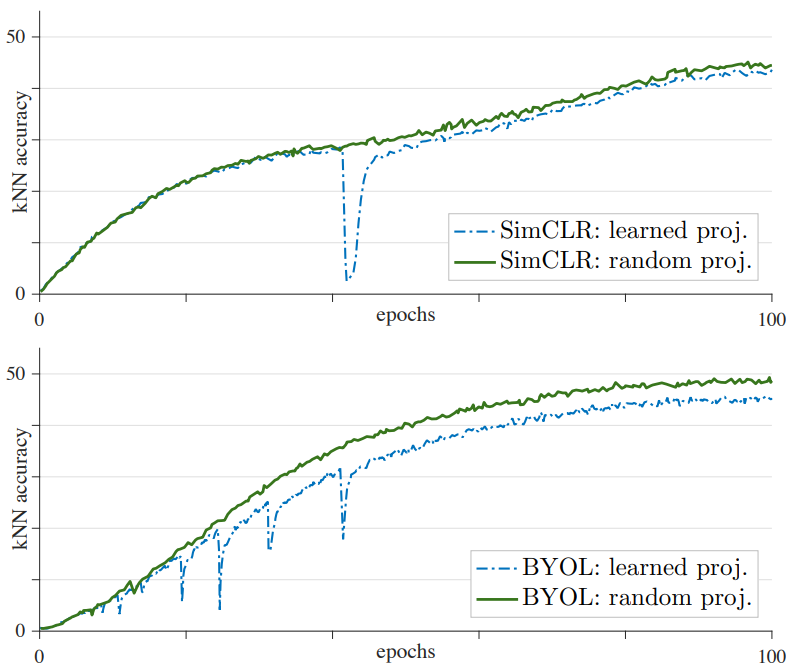 50
kNN accuracy
SimCLR: learned proj.
SimCLR: random proj.
0
0
epochs
100
50
kNN accuracy
BYOL: learned proj.
BYOL: random proj.
0
0
epochs
100